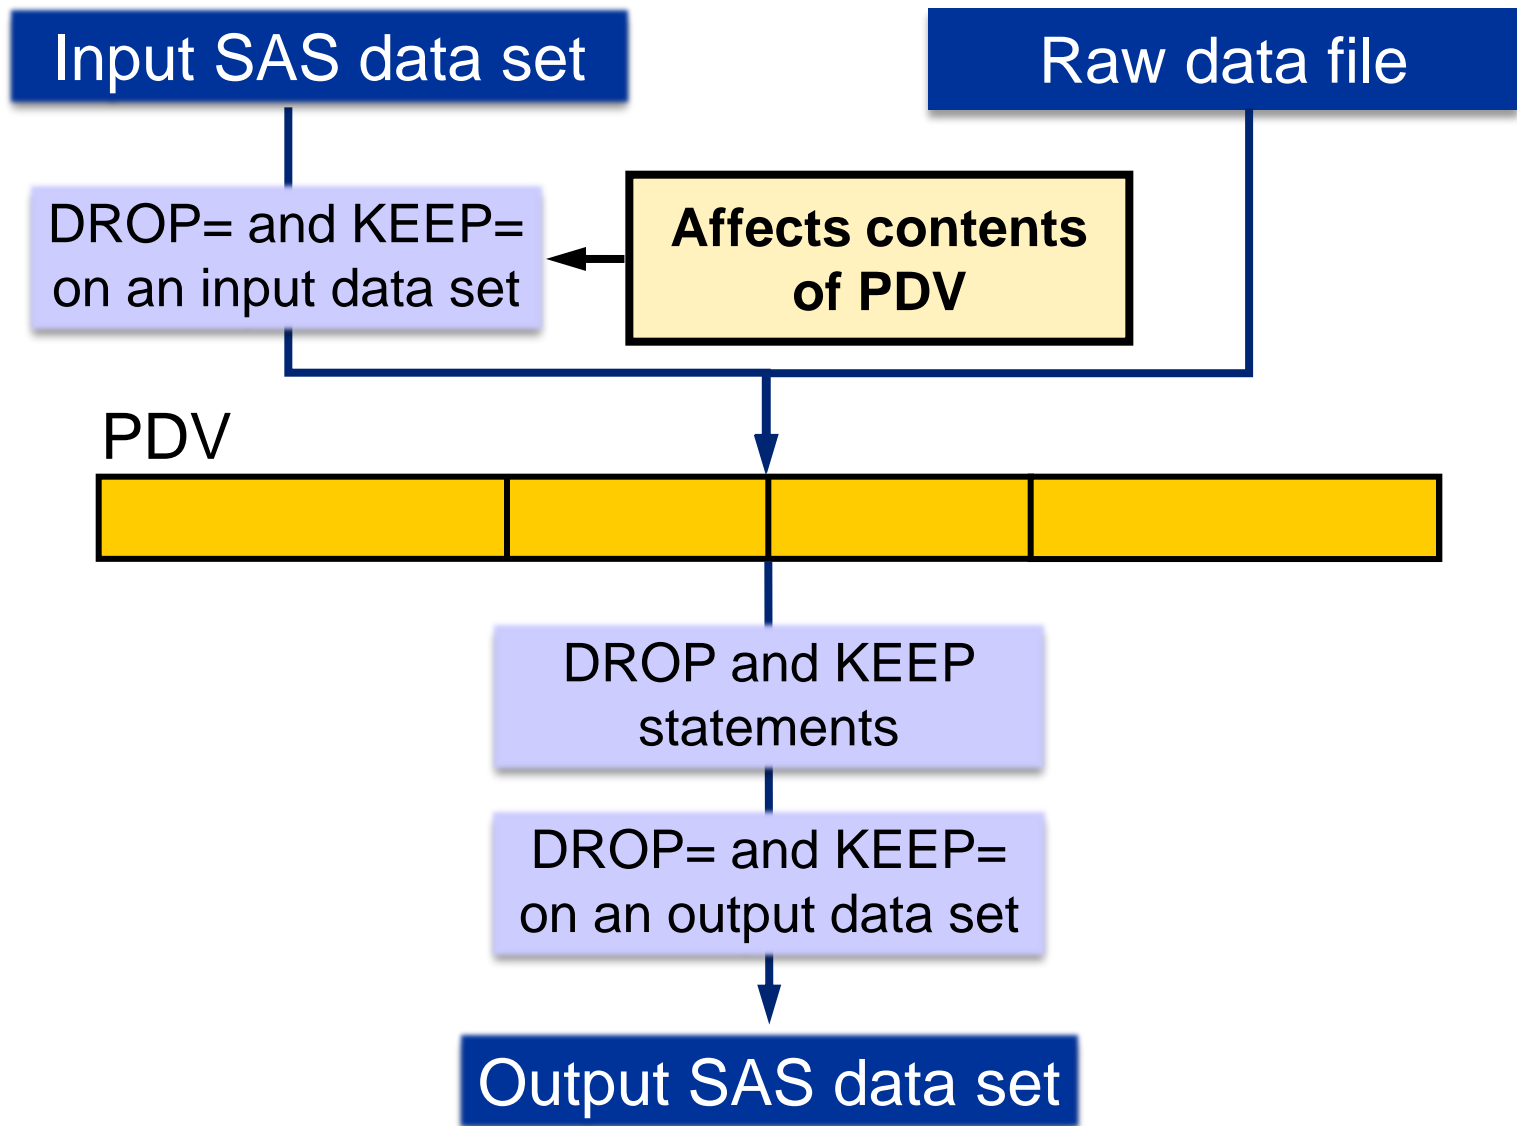 Input SAS data set
Raw data file
DROP= and KEEP=
on an input data set
Affects contents
of PDV
PDV
DROP and KEEP
statements
DROP= and KEEP=
on an output data set
Output SAS data set